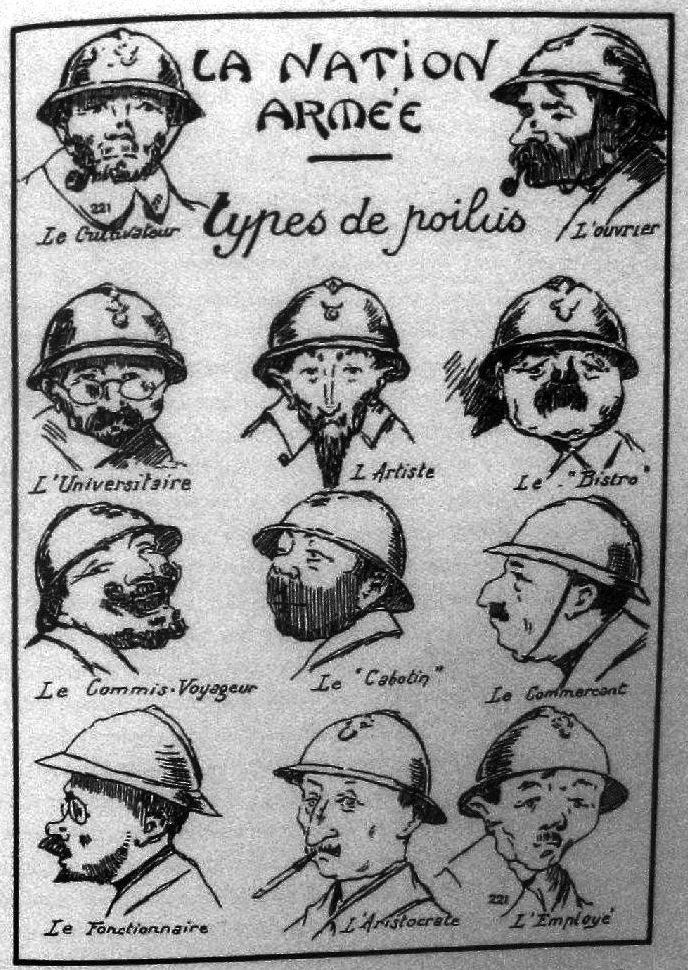 LA NATION
ARMÉE
types de poilus
221
Le Cultivateur
L'ouvrier
L'Universitaire
L'Artiste
Le "Bistro"
Le Commis-Voyageur
Le "Cabotin"
Le Commercant
Le Fonctionnaire
L'Aristocrate
221
L'Employé